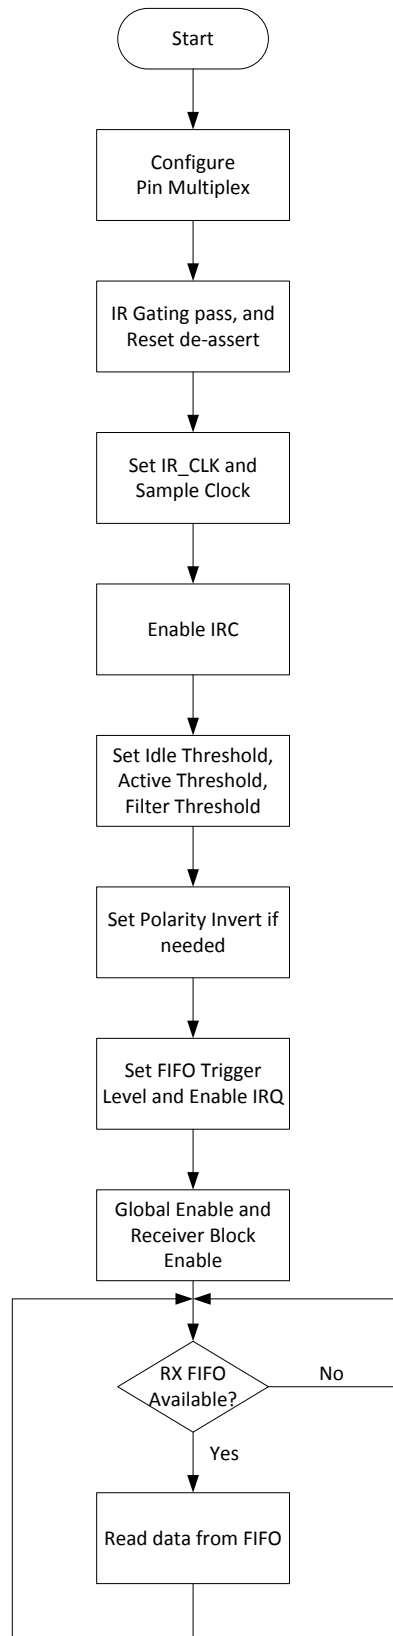 Start
Configure
Pin Multiplex
IR Gating pass, and
Reset de-assert
Set IR_CLK and
Sample Clock
Enable IRC
Set Idle Threshold,
Active Threshold,
Filter Threshold
Set Polarity Invert if
needed
Set FIFO Trigger
Level and Enable IRQ
Global Enable and
Receiver Block
Enable
RX FIFO
Available?
No
Yes
Read data from FIFO